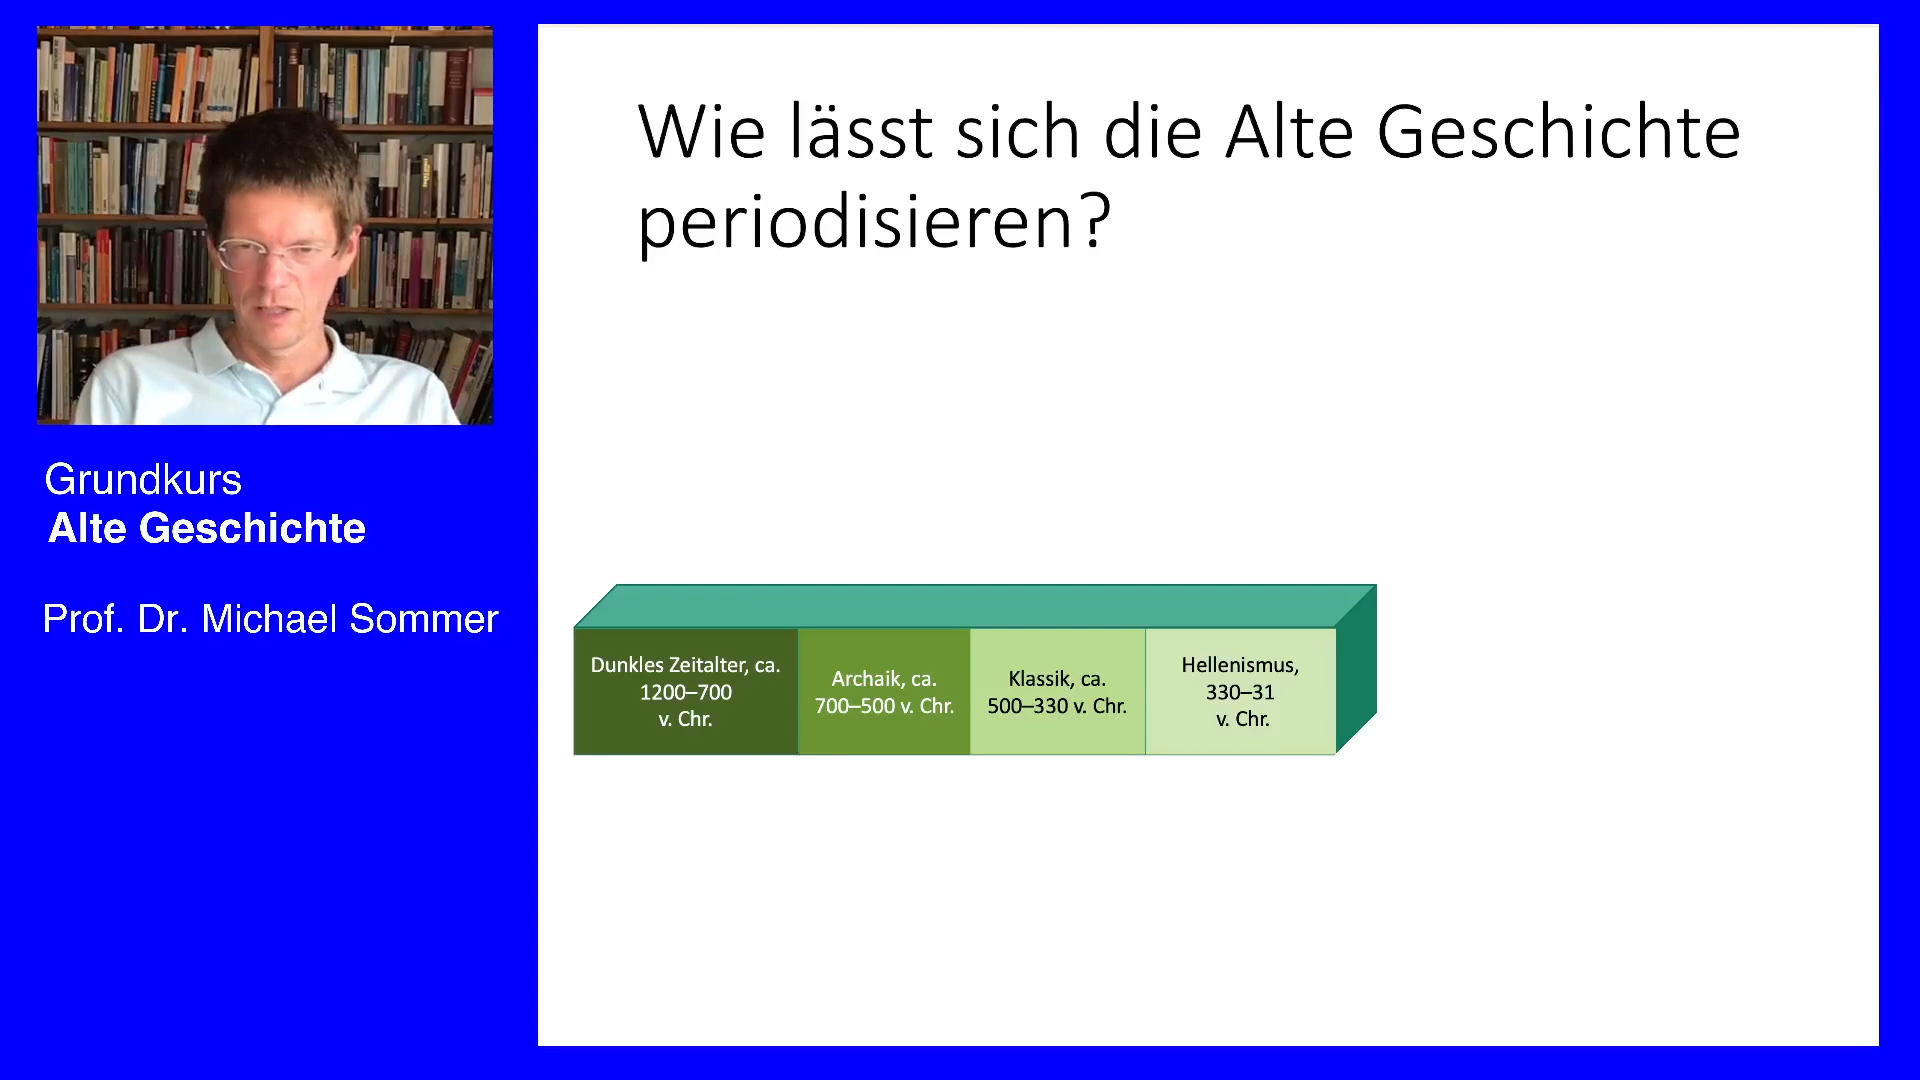 Grundkurs
Alte Geschichte
Prof. Dr. Michael Sommer
Wie lässt sich die Alte Geschichte
periodisieren?
Dunkles Zeitalter, ca.
1200–700
v. Chr.
Archaik, ca.
700–500 v. Chr.
Klassik, ca.
500–330 v. Chr.
Hellenismus,
330–31
v. Chr.